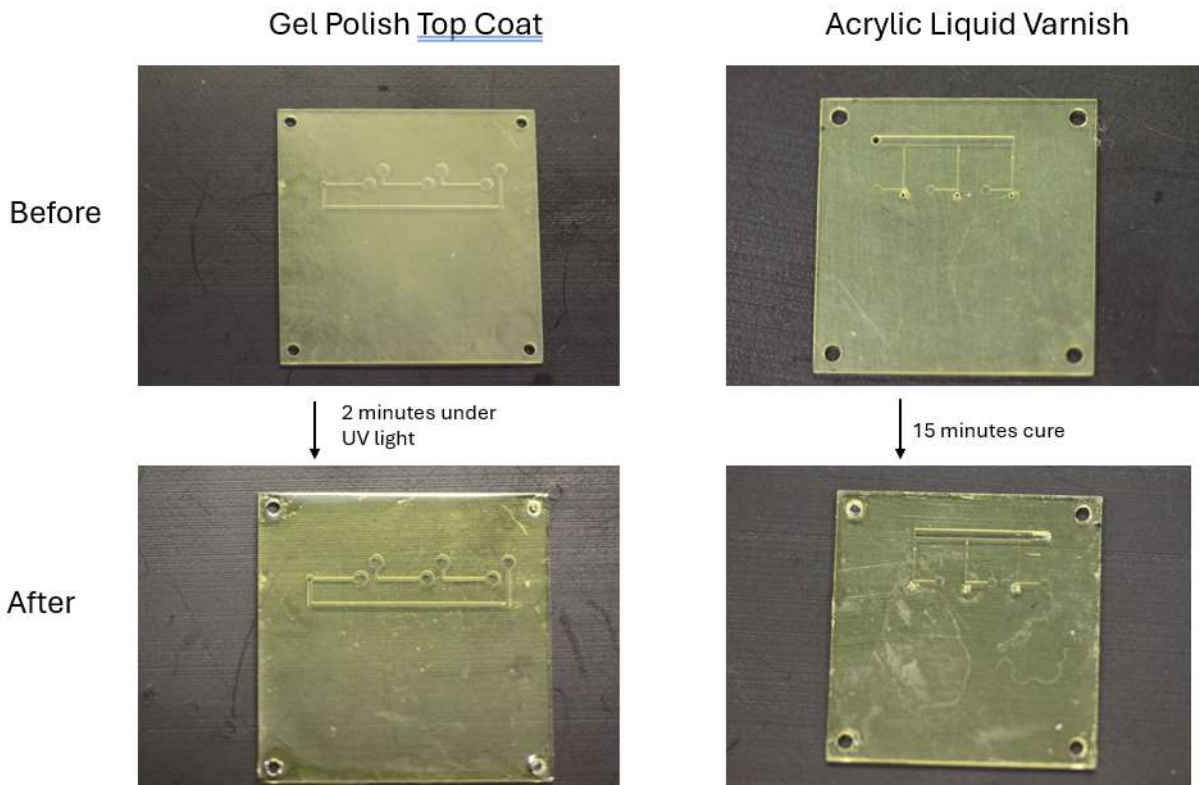 Gel Polish Top Coat
Acrylic Liquid Varnish
Before
2 minutes under
UV light
15 minutes cure
After